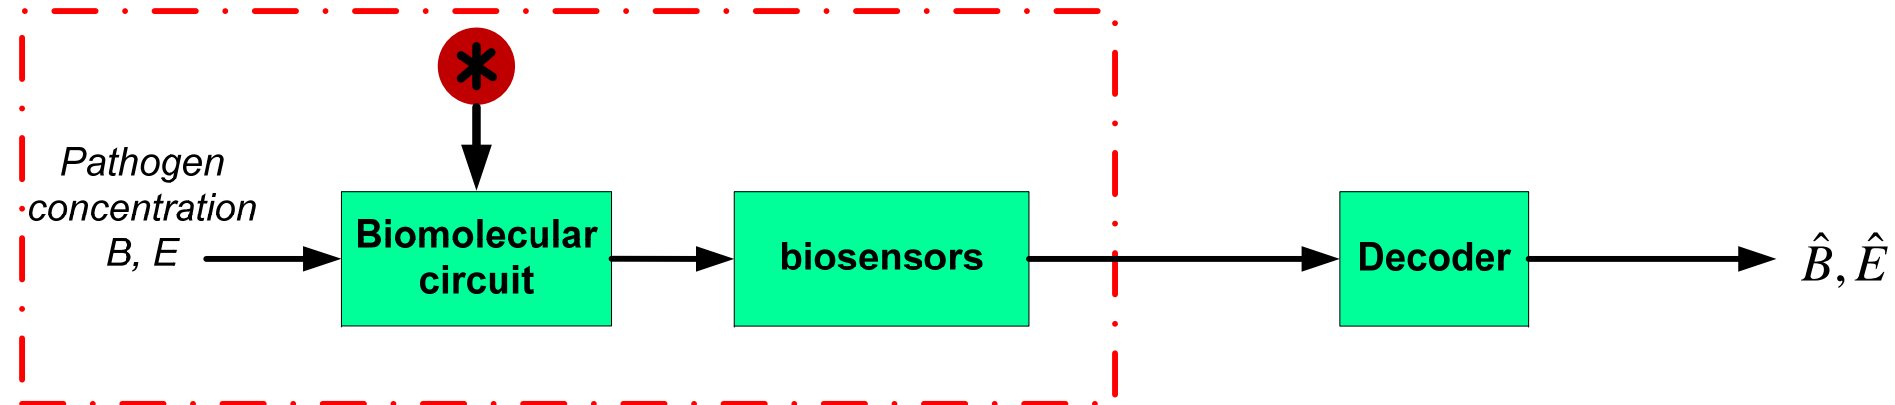 *
Pathogen
concentration
B, E
Biomolecular
circuit
biosensors
Decoder
B̂, Ê